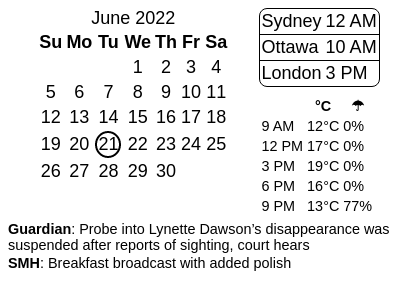 June 2022
Su Mo Tu We Th Fr Sa
1 2 3 4
5 6 7 8 9 10 11
12 13 14 15 16 17 18
19 20 21 22 23 24 25
26 27 28 29 30
Sydney 12 AM
Ottawa 10 AM
London 3 PM
°C ☂
9 AM 12°C 0%
12 PM 17°C 0%
3 PM 19°C 0%
6 PM 16°C 0%
9 PM 13°C 77%
Guardian: Probe into Lynette Dawson's disappearance was
suspended after reports of sighting, court hears
SMH: Breakfast broadcast with added polish